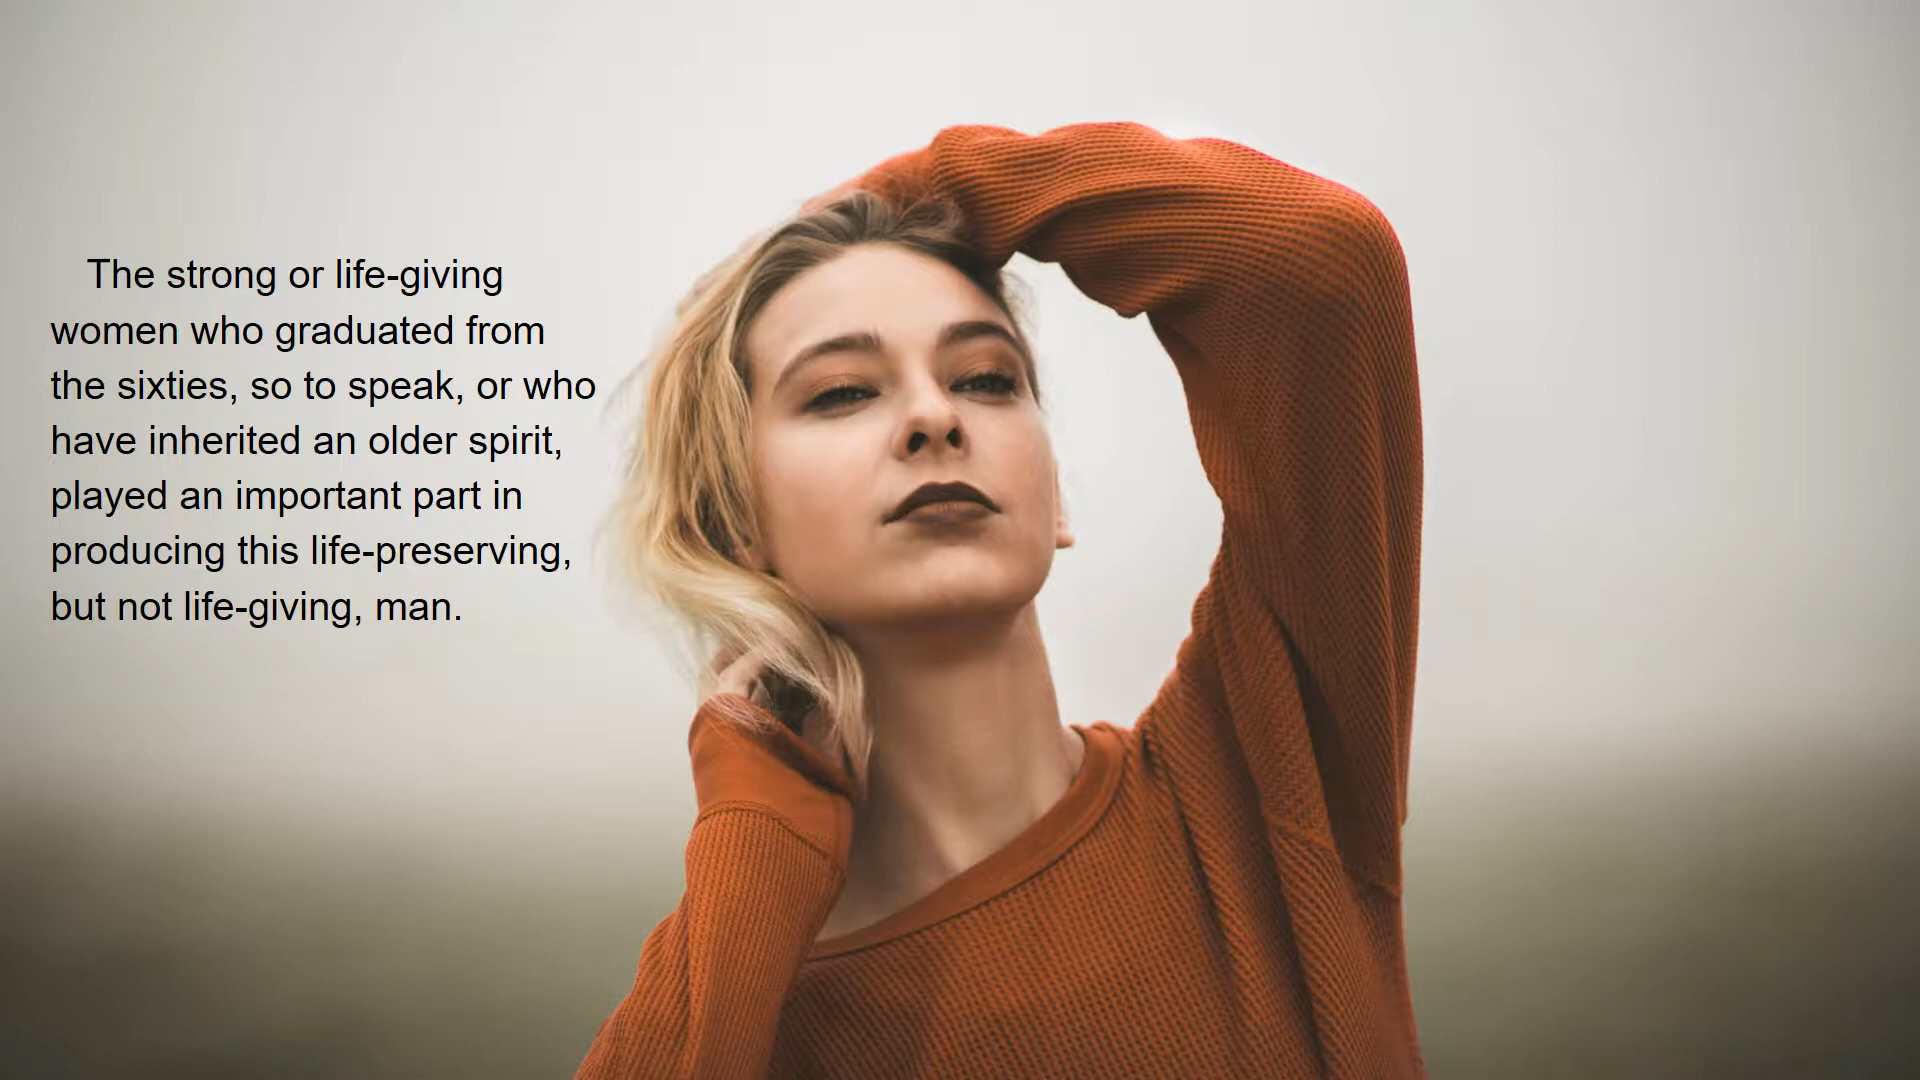 The strong or life-giving
women who graduated from
the sixties, so to speak, or who
have inherited an older spirit,
played an important part in
producing this life-preserving,
but not life-giving, man.